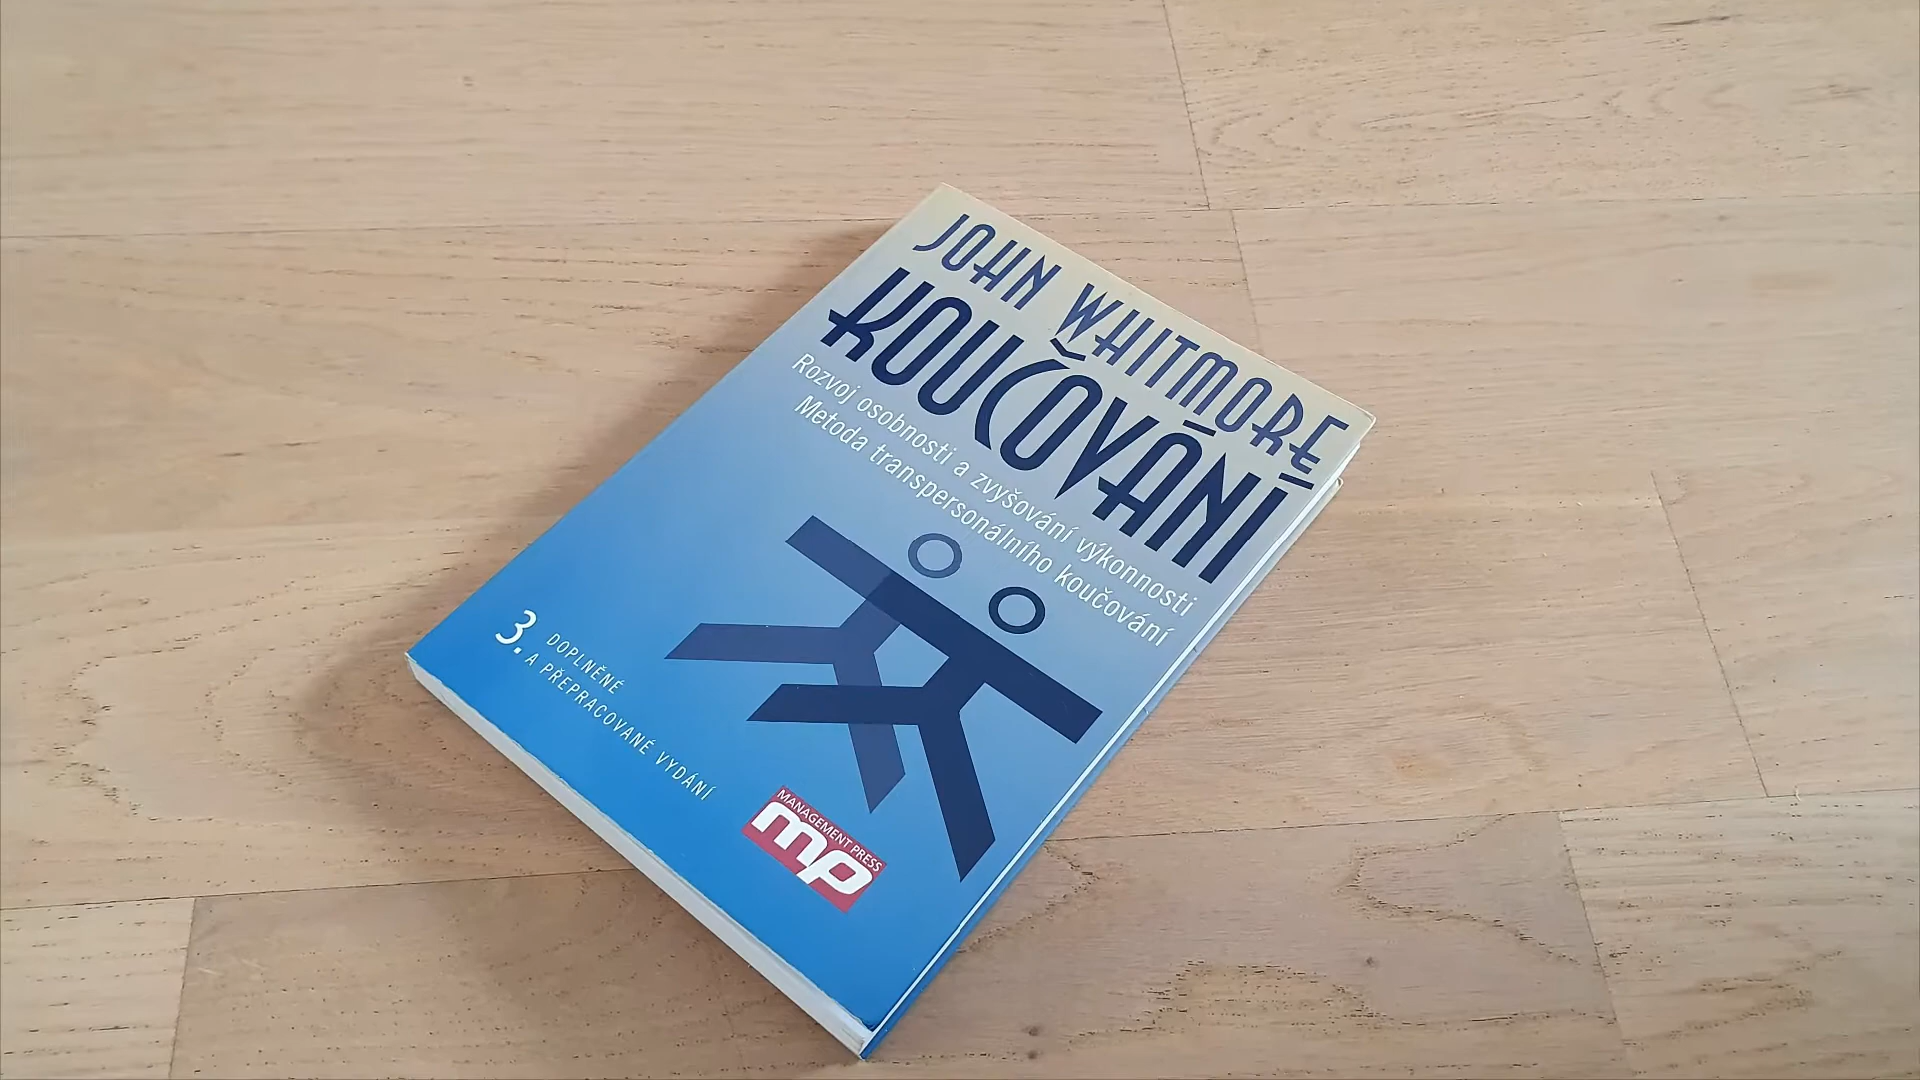 JOHN WHITMORE
KOUČOVÁNÍ
Rozvoj osobnosti a zvyšování výkonnosti
Metoda transpersonálního koučování
3. DOPLNĚNÉ
A PŘEPRACOVANÉ VYDÁNÍ
MANAGEMENT PRESS
mp